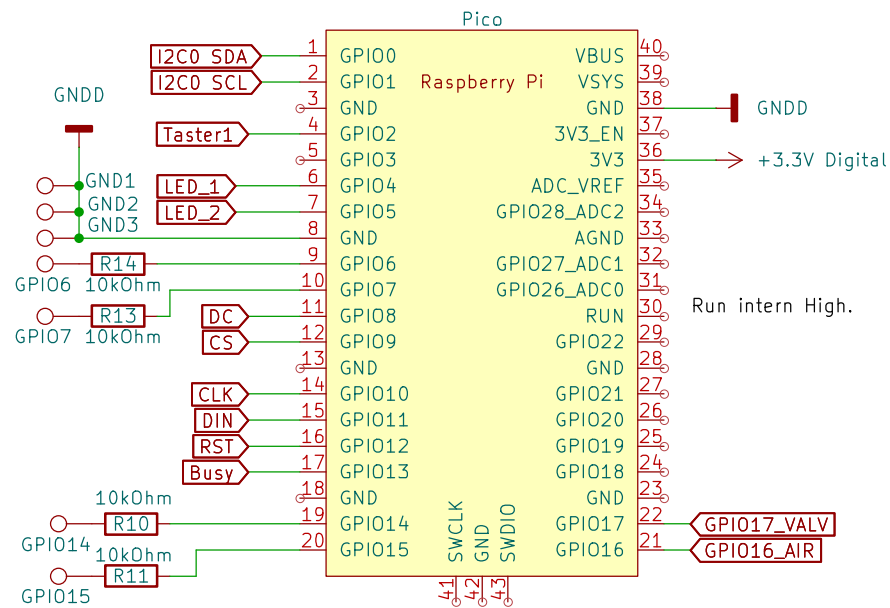 Pico
Raspberry Pi
I2C0 SDA 1 GPIO0 VBUS 40
I2C0 SCL 2 GPIO1 VSYS 39
GNDD 3 GND GND 38 GNDD
Taster1 4 GPIO2 3V3_EN 37
5 GPIO3 3V3 36 +3.3V Digital
GND1 LED_1 6 GPIO4 ADC_VREF 35
GND2 LED_2 7 GPIO5 GPIO28_ADC2 34
GND3 8 GND AGND 33
R14 9 GPIO6 GPIO27_ADC1 32
GPIO6 10kOhm 10 GPIO7 GPIO26_ADC0 31
R13 DC 11 GPIO8 RUN 30 Run intern High.
GPIO7 10kOhm CS 12 GPIO9 GPIO22 29
13 GND GND 28
CLK 14 GPIO10 GPIO21 27
DIN 15 GPIO11 GPIO20 26
RST 16 GPIO12 GPIO19 25
Busy 17 GPIO13 GPIO18 24
10kOhm 18 GND GND 23
R10 19 GPIO14 GPIO17 22 GPIO17_VALV
GPIO14 10kOhm 20 GPIO15 GPIO16 21 GPIO16_AIR
R11
GPIO15
SWCLK GND SWDIO
41 42 43